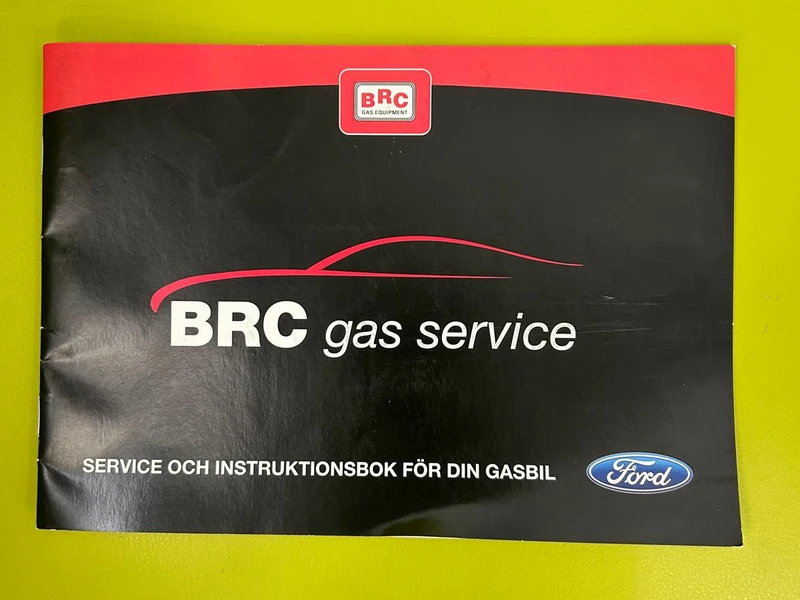 BRC
GAS EQUIPMENT
BRC gas service
SERVICE OCH INSTRUKTIONSBOK FÖR DIN GASBIL
Ford